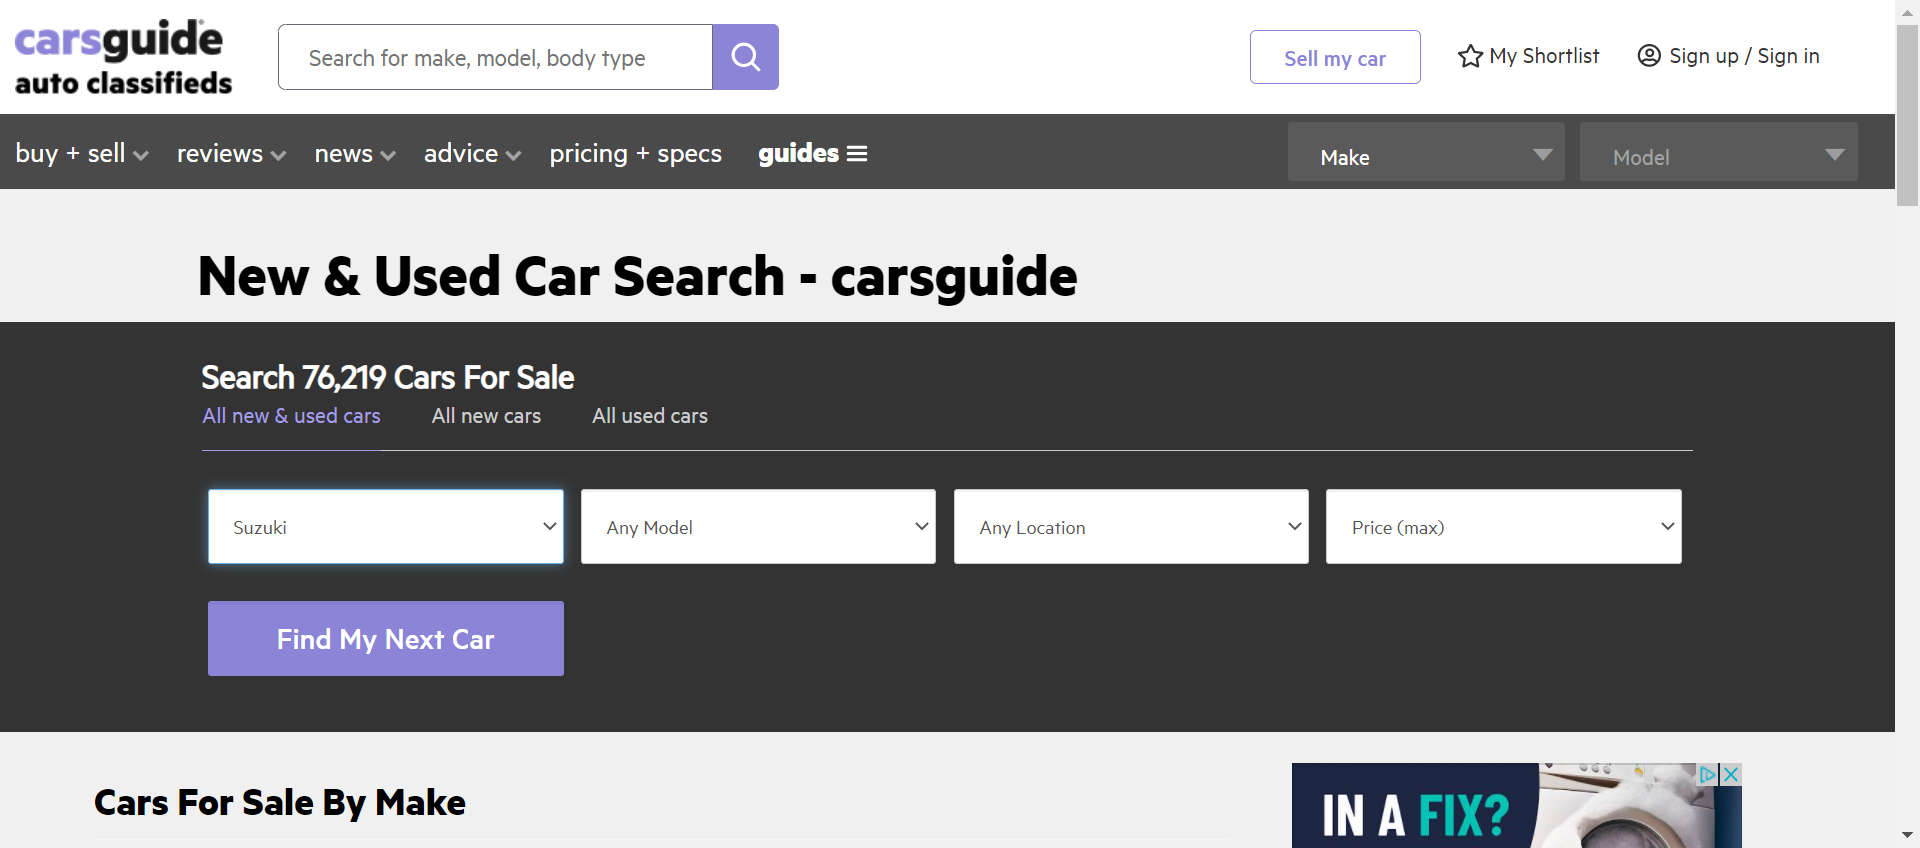 carsguide
auto classifieds
Search for make, model, body type
Sell my car
My Shortlist
Sign up / Sign in
buy + sell
reviews
news
advice
pricing + specs
guides
Make
Model
New & Used Car Search - carsguide
Search 76,219 Cars For Sale
All new & used cars
All new cars
All used cars
Suzuki
Any Model
Any Location
Price (max)
Find My Next Car
Cars For Sale By Make
IN A FIX?